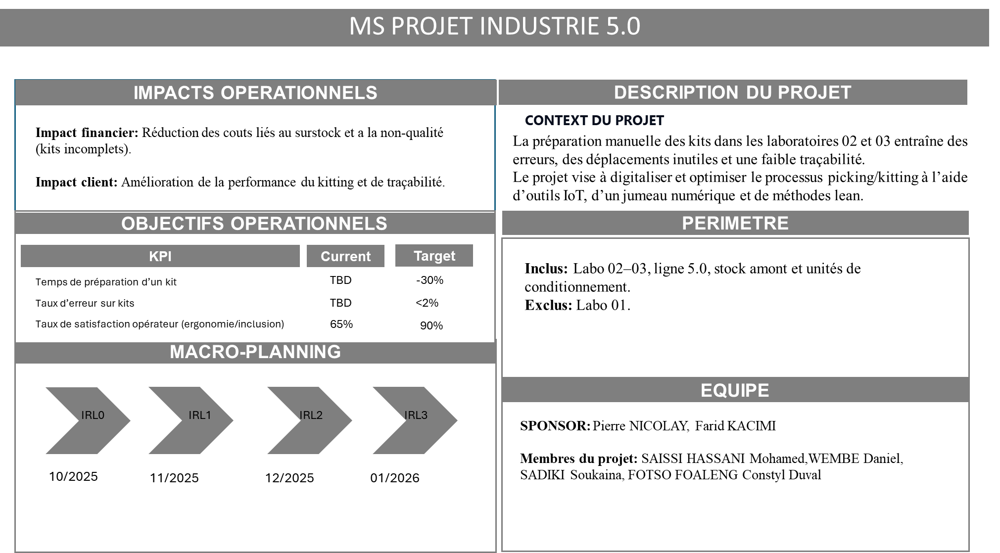 MS PROJET INDUSTRIE 5.0
IMPACTS OPERATIONNELS
Impact financier: Réduction des couts liés au surstock et a la non-qualité
(kits incomplets).
Impact client: Amélioration de la performance du kitting et de traçabilité.
OBJECTIFS OPERATIONNELS
KPI Current Target
Temps de préparation d’un kit TBD -30%
Taux d’erreur sur kits TBD <2%
Taux de satisfaction opérateur (ergonomie/inclusion) 65% 90%
MACRO-PLANNING
IRL0 IRL1 IRL2 IRL3
10/2025 11/2025 12/2025 01/2026
DESCRIPTION DU PROJET
CONTEXT DU PROJET
La préparation manuelle des kits dans les laboratoires 02 et 03 entraîne des
erreurs, des déplacements inutiles et une faible traçabilité.
Le projet vise à digitaliser et optimiser le processus picking/kitting à l’aide
d’outils IoT, d’un jumeau numérique et de méthodes lean.
PERIMETRE
Inclus: Labo 02–03, ligne 5.0, stock amont et unités de
conditionnement.
Exclus: Labo 01.
EQUIPE
SPONSOR: Pierre NICOLAY, Farid KACIMI
Membres du projet: SAISSI HASSANI Mohamed,WEMBE Daniel,
SADIKI Soukaina, FOTSO FOALENG Constyl Duval